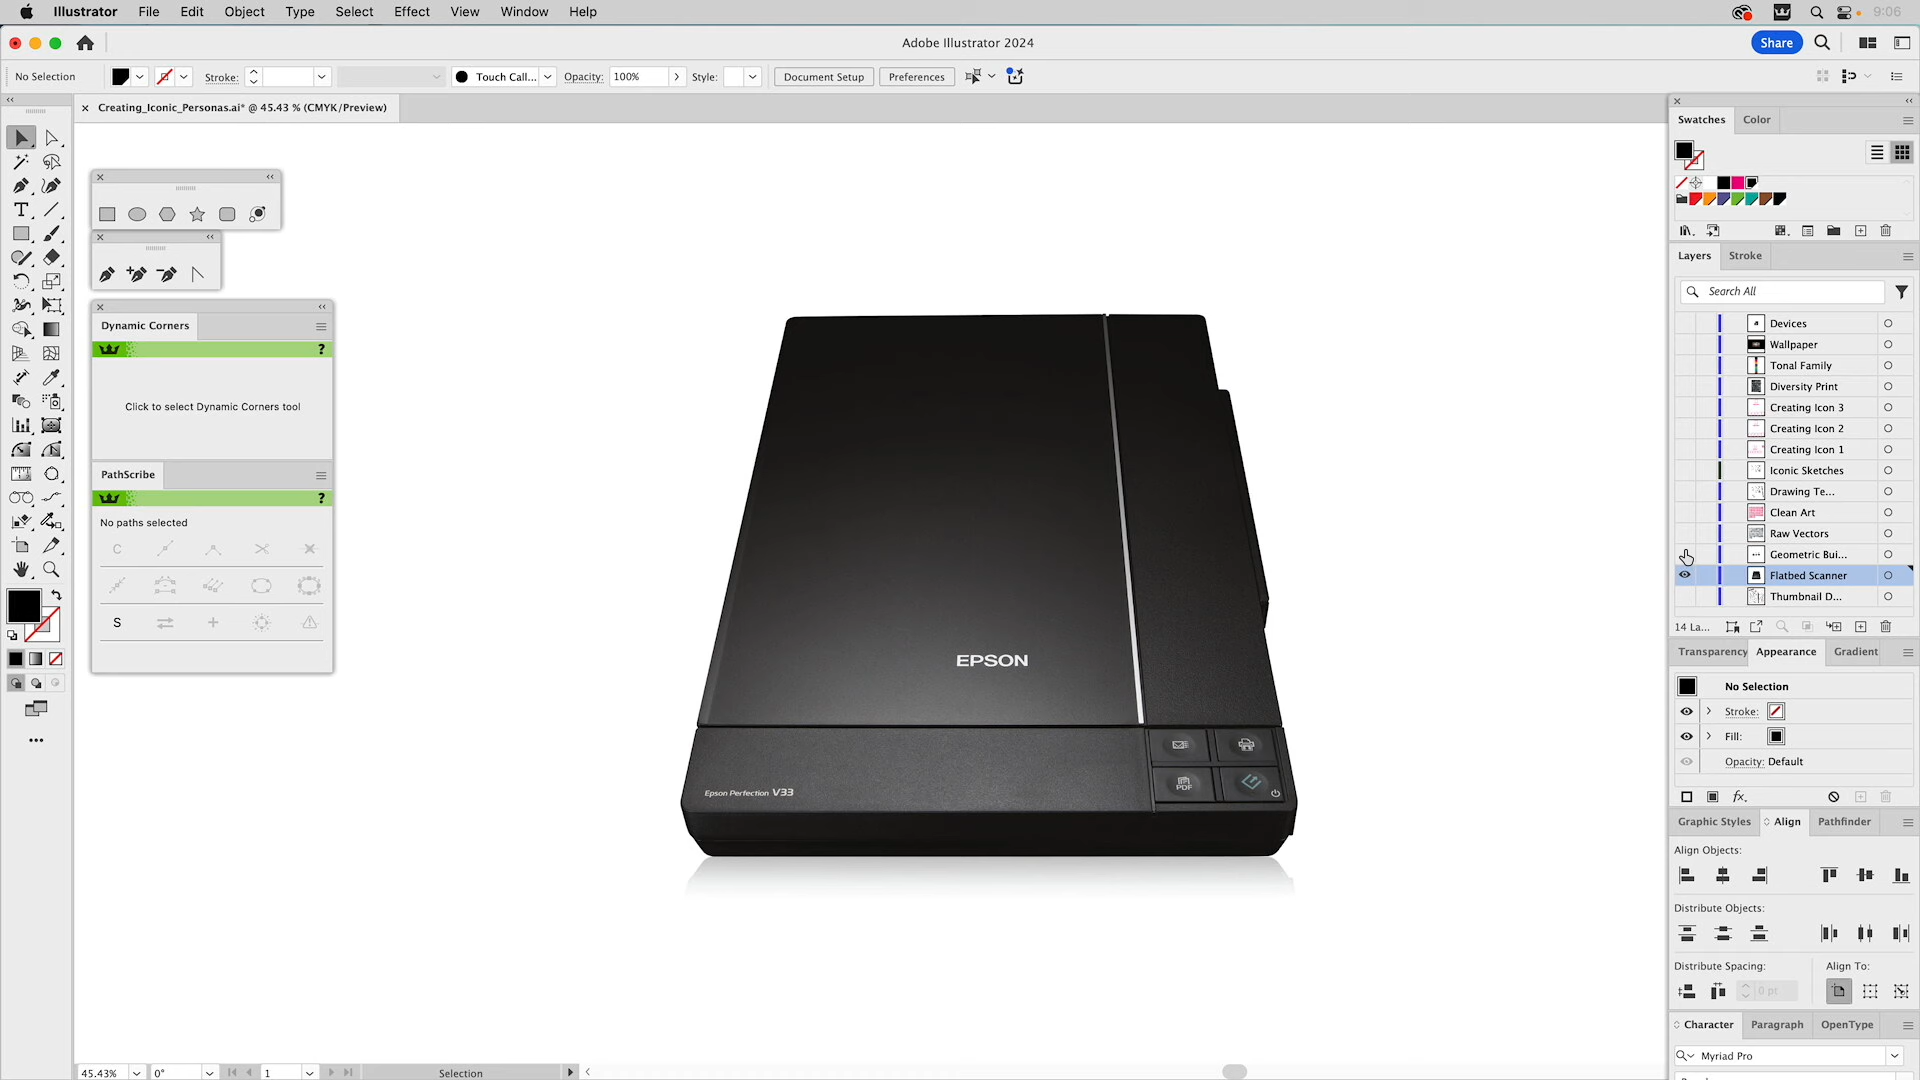 Illustrator File Edit Object Type Select Effect View Window Help 9:06
Adobe Illustrator 2024 Share
No Selection Stroke: Touch Call... Opacity: 100% Style: Document Setup Preferences
Creating_Iconic_Personas.ai* @ 45.43 % (CMYK/Preview)
Dynamic Corners
?
Click to select Dynamic Corners tool
PathScribe
?
No paths selected
C
S
EPSON
Epson Perfection V33
PDF
Swatches Color
Layers Stroke
Search All
Devices
Wallpaper
Tonal Family
Diversity Print
Creating Icon 3
Creating Icon 2
Creating Icon 1
Iconic Sketches
Drawing Te...
Clean Art
Raw Vectors
Geometric Bui...
Flatbed Scanner
Thumbnail D...
14 La...
Transparency Appearance Gradient
No Selection
Stroke:
Fill:
Opacity: Default
fx.
Graphic Styles Align Pathfinder
Align Objects:
Distribute Objects:
Distribute Spacing: Align To:
0 pt
Character Paragraph OpenType
Myriad Pro
45.43% 0° 1 Selection